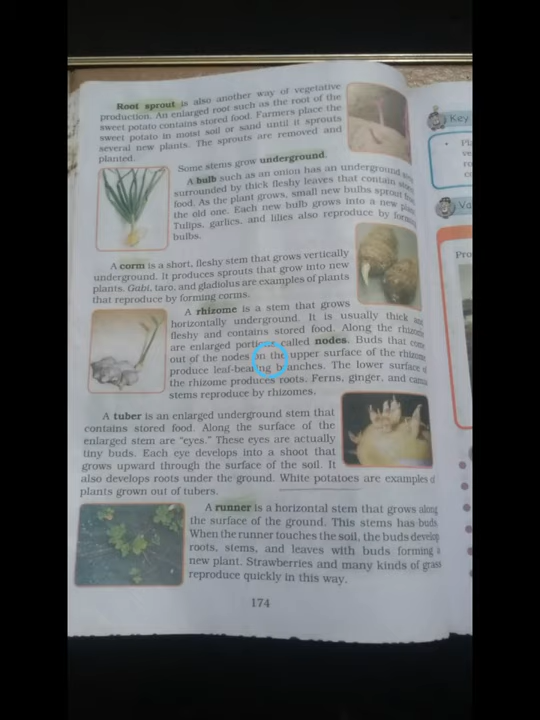 Root sprout is also another way of vegetative
production. An enlarged root such as the root of the
sweet potato contains stored food. Farmers place the
sweet potato in moist soil or sand until it sprouts
several new plants. The sprouts are removed and
planted.
Some stems grow underground.
A bulb such as an onion has an underground
surrounded by thick fleshy leaves that contain
food. As the plant grows, small new bulbs sprout from
the old one. Each new bulb grows into a new plant.
Tulips, garlics, and lilies also reproduce by forming
bulbs.
A corm is a short, fleshy stem that grows vertically
underground. It produces sprouts that grow into new
plants. Gabi, taro, and gladiolus are examples of plants
that reproduce by forming corms.
A rhizome is a stem that grows
horizontally underground. It is usually thick and
fleshy and contains stored food. Along the rhizome
are enlarged portions called nodes. Buds that come
out of the nodes in the upper surface of the rhizome
produce leaf-bearing branches. The lower surface of
the rhizome produces roots. Ferns, ginger, and canna
stems reproduce by rhizomes.
A tuber is an enlarged underground stem that
contains stored food. Along the surface of the
enlarged stem are “eyes.” These eyes are actually
tiny buds. Each eye develops into a shoot that
grows upward through the surface of the soil. It
also develops roots under the ground. White potatoes are examples of
plants grown out of tubers.
A runner is a horizontal stem that grows along
the surface of the ground. This stems has buds
When the runner touches the soil, the buds develop
roots, stems, and leaves with buds forming a
new plant. Strawberries and many kinds of grass
reproduce quickly in this way.
174
Key
Pro